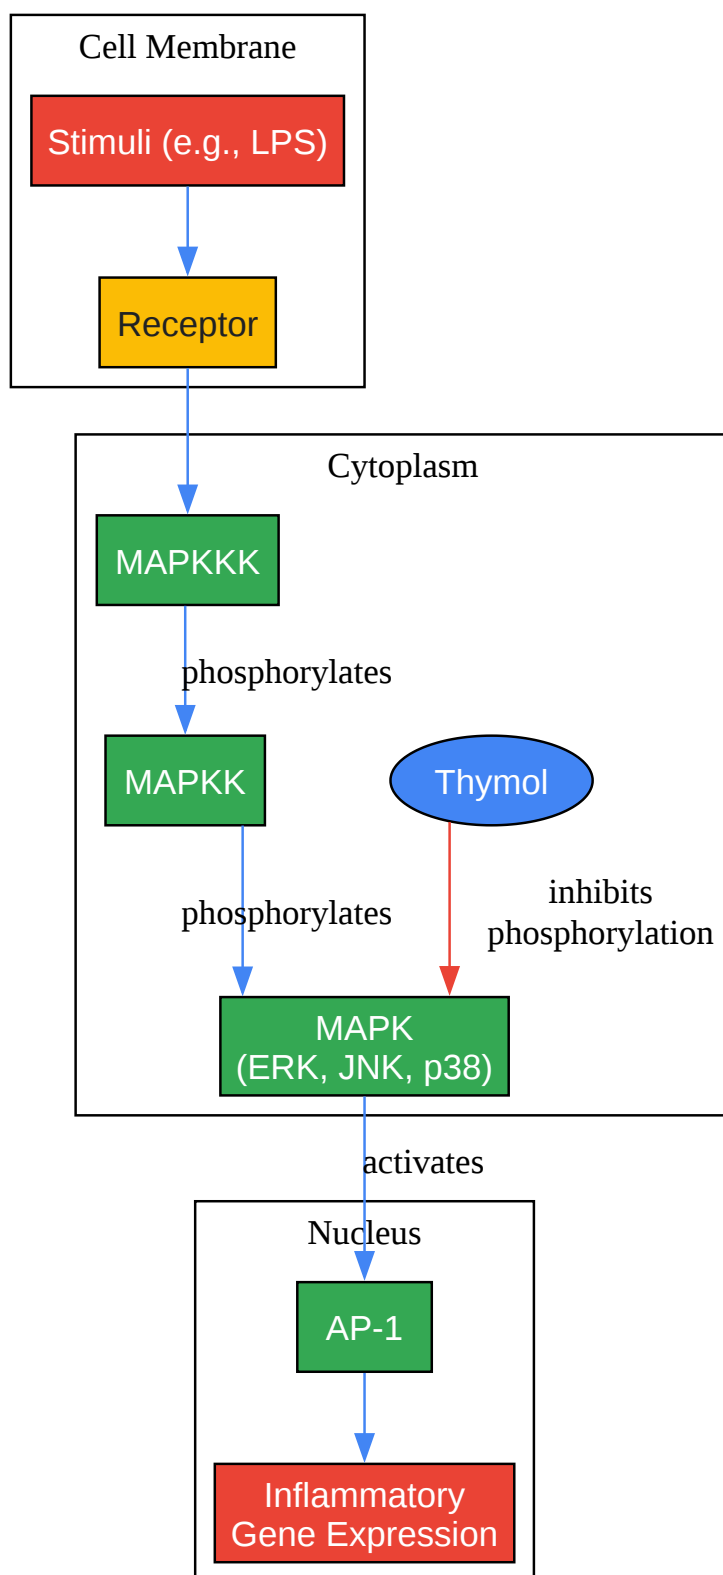 Cell Membrane
Stimuli (e.g., LPS)
Receptor
Cytoplasm
MAPKKK
phosphorylates
MAPKK
Thymol
phosphorylates
inhibits
phosphorylation
MAPK
(ERK, JNK, p38)
activates
Nucleus
AP-1
Inflammatory
Gene Expression